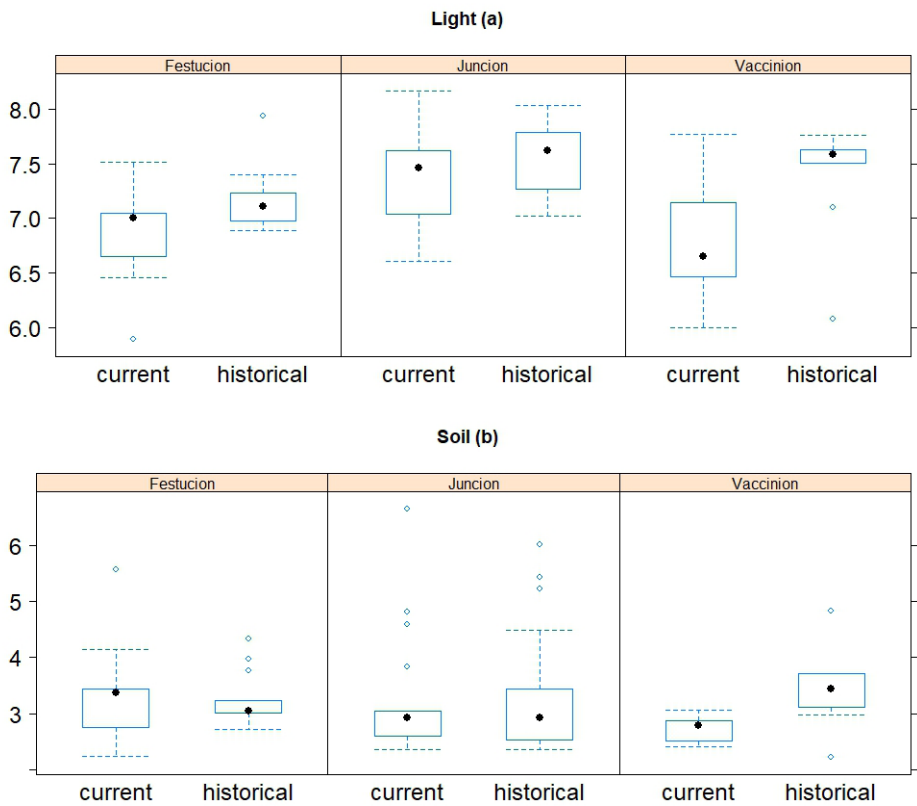 Light (a)
Festucion Juncion Vaccinion
8.0
7.5
7.0
6.5
6.0
current historical current historical current historical
Soil (b)
Festucion Juncion Vaccinion
6
5
4
3
current historical current historical current historical